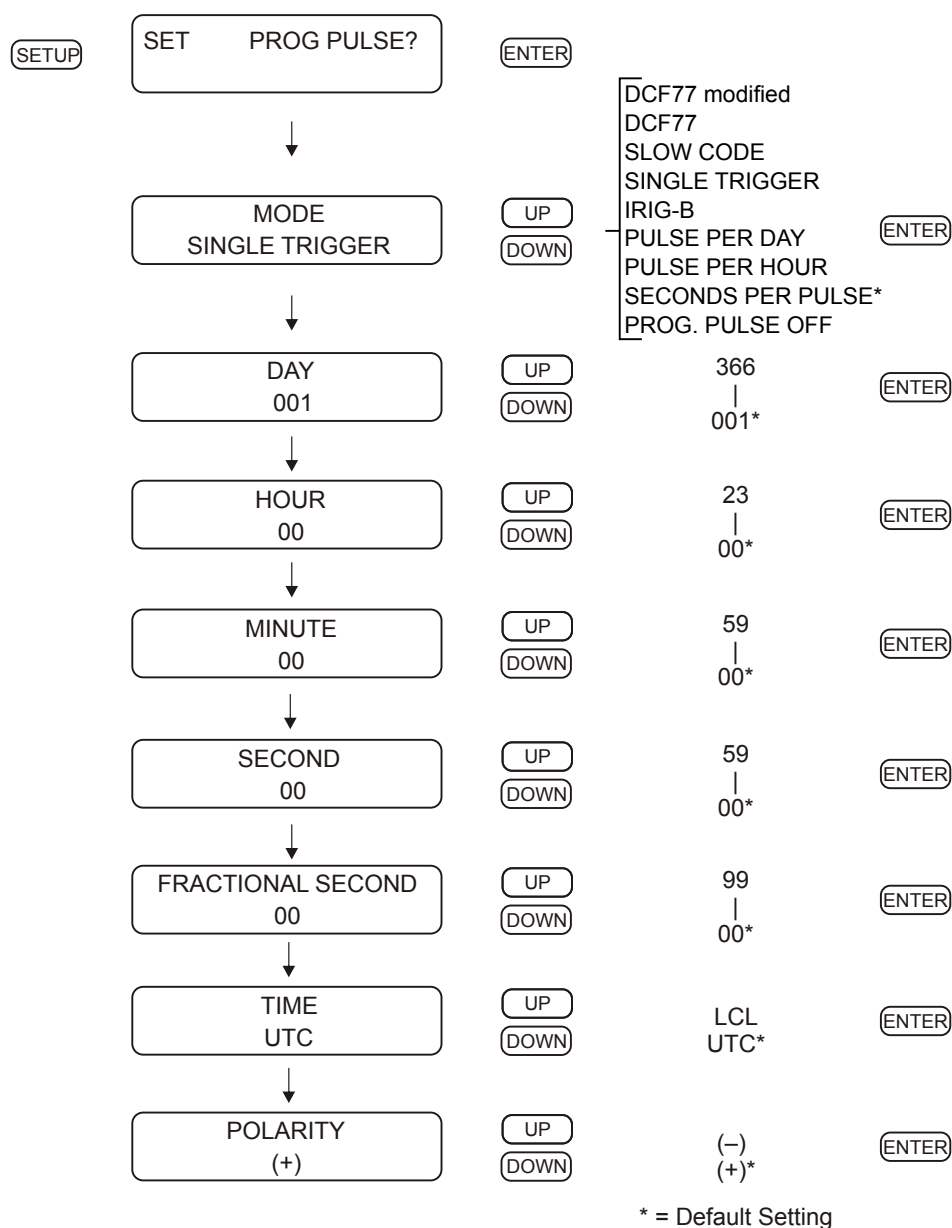 SETUP
SET PROG PULSE?
ENTER
DCF77 modified
DCF77
SLOW CODE
SINGLE TRIGGER
IRIG-B
PULSE PER DAY
PULSE PER HOUR
SECONDS PER PULSE*
PROG. PULSE OFF
MODE
SINGLE TRIGGER
UP
DOWN
ENTER
DAY
001
UP
DOWN
366
|
001*
ENTER
HOUR
00
UP
DOWN
23
|
00*
ENTER
MINUTE
00
UP
DOWN
59
|
00*
ENTER
SECOND
00
UP
DOWN
59
|
00*
ENTER
FRACTIONAL SECOND
00
UP
DOWN
99
|
00*
ENTER
TIME
UTC
UP
DOWN
LCL
UTC*
ENTER
POLARITY
(+)
UP
DOWN
(–)
(+)*
ENTER
* = Default Setting